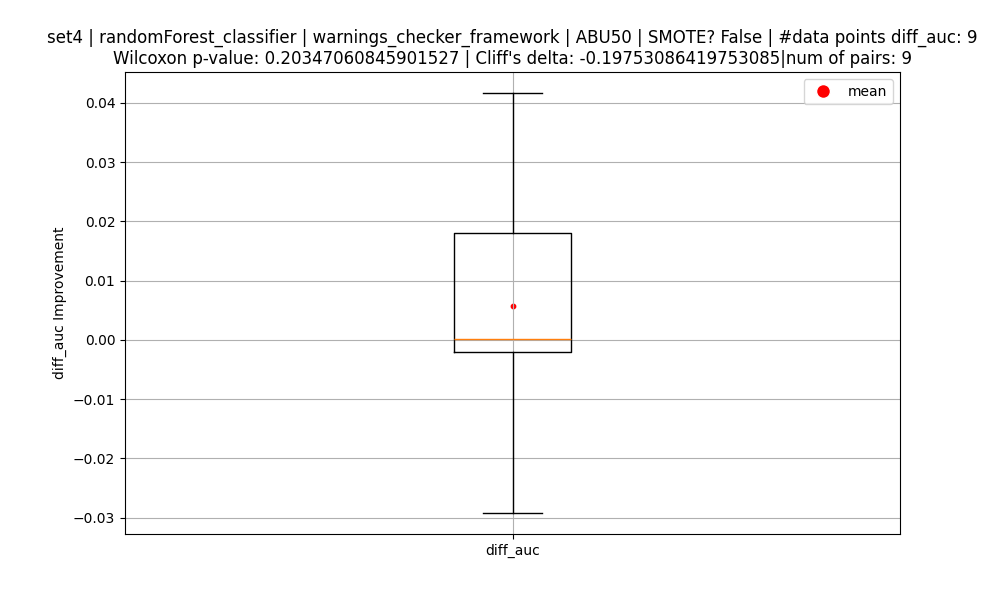 set4 | randomForest_classifier | warnings_checker_framework | ABU50 | SMOTE? False | #data points diff_auc: 9
Wilcoxon p-value: 0.20347060845901527 | Cliff's delta: -0.19753086419753085|num of pairs: 9
mean
0.04
0.03
0.02
0.01
0.00
−0.01
−0.02
−0.03
diff_auc Improvement
diff_auc